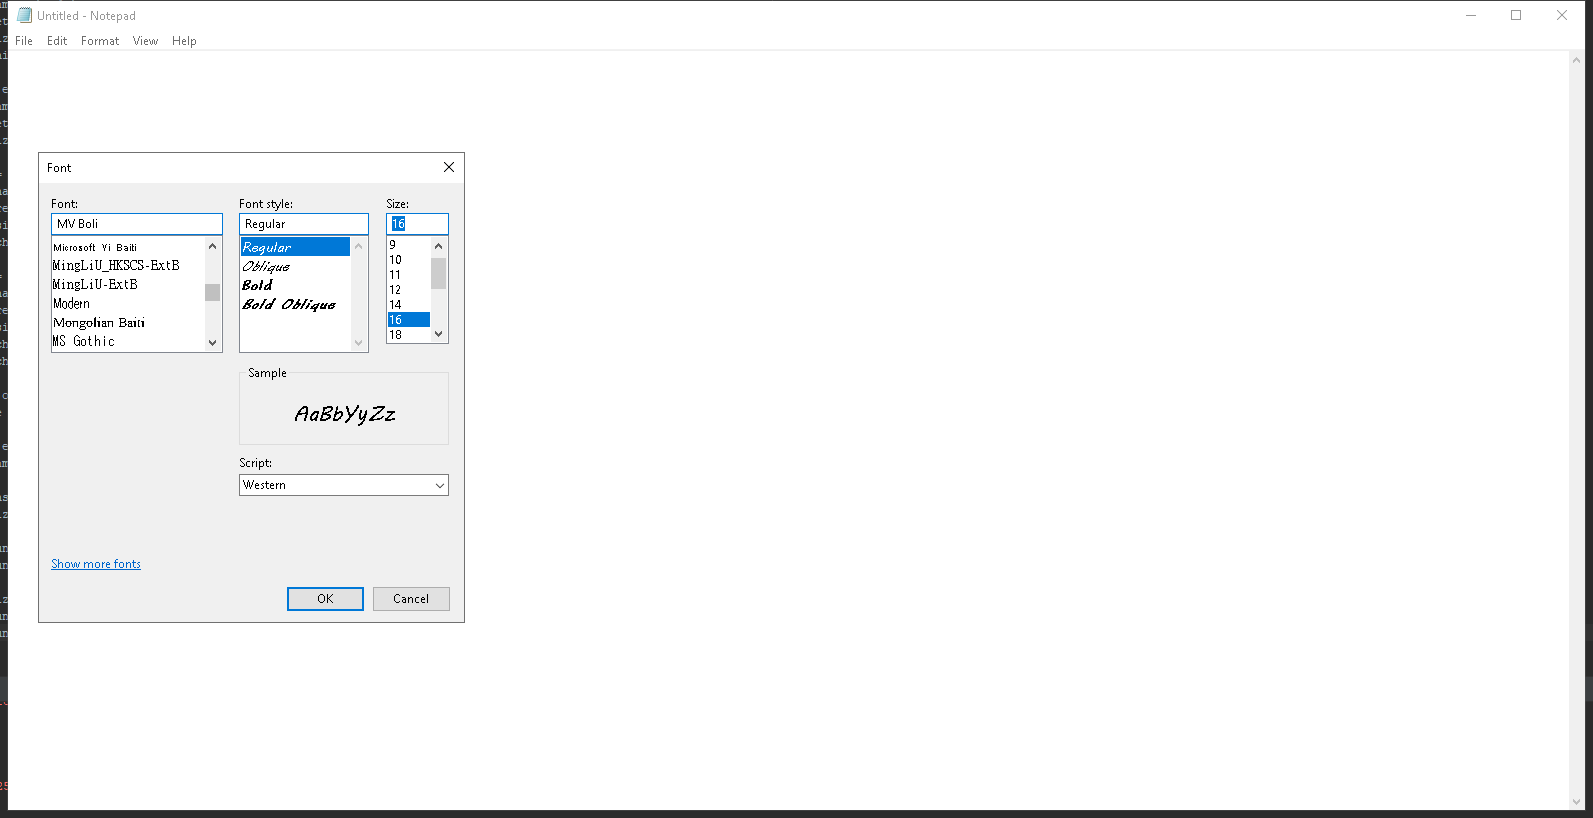 Untitled - Notepad
File Edit Format View Help
Font
Font: Font style: Size:
MV Boli Regular 16
Microsoft Yi Baiti
MingLiU_HKSCS-ExtB
MingLiU-ExtB
Modern
Mongolian Baiti
MS Gothic
Regular
Oblique
Bold
Bold Oblique
9
10
11
12
14
16
18
Sample
AaBbYyZz
Script:
Western
Show more fonts
OK Cancel